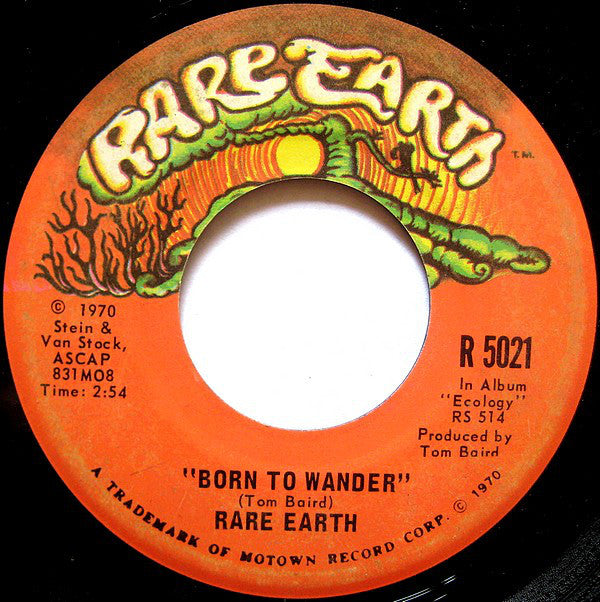 RARE EARTH
T.M.
© 1970
Stein &
Van Stock,
ASCAP
831M08
Time: 2:54
R 5021
In Album
"Ecology"
RS 514
Produced by
Tom Baird
"BORN TO WANDER"
(Tom Baird)
RARE EARTH
A TRADEMARK OF MOTOWN RECORD CORP. © 1970